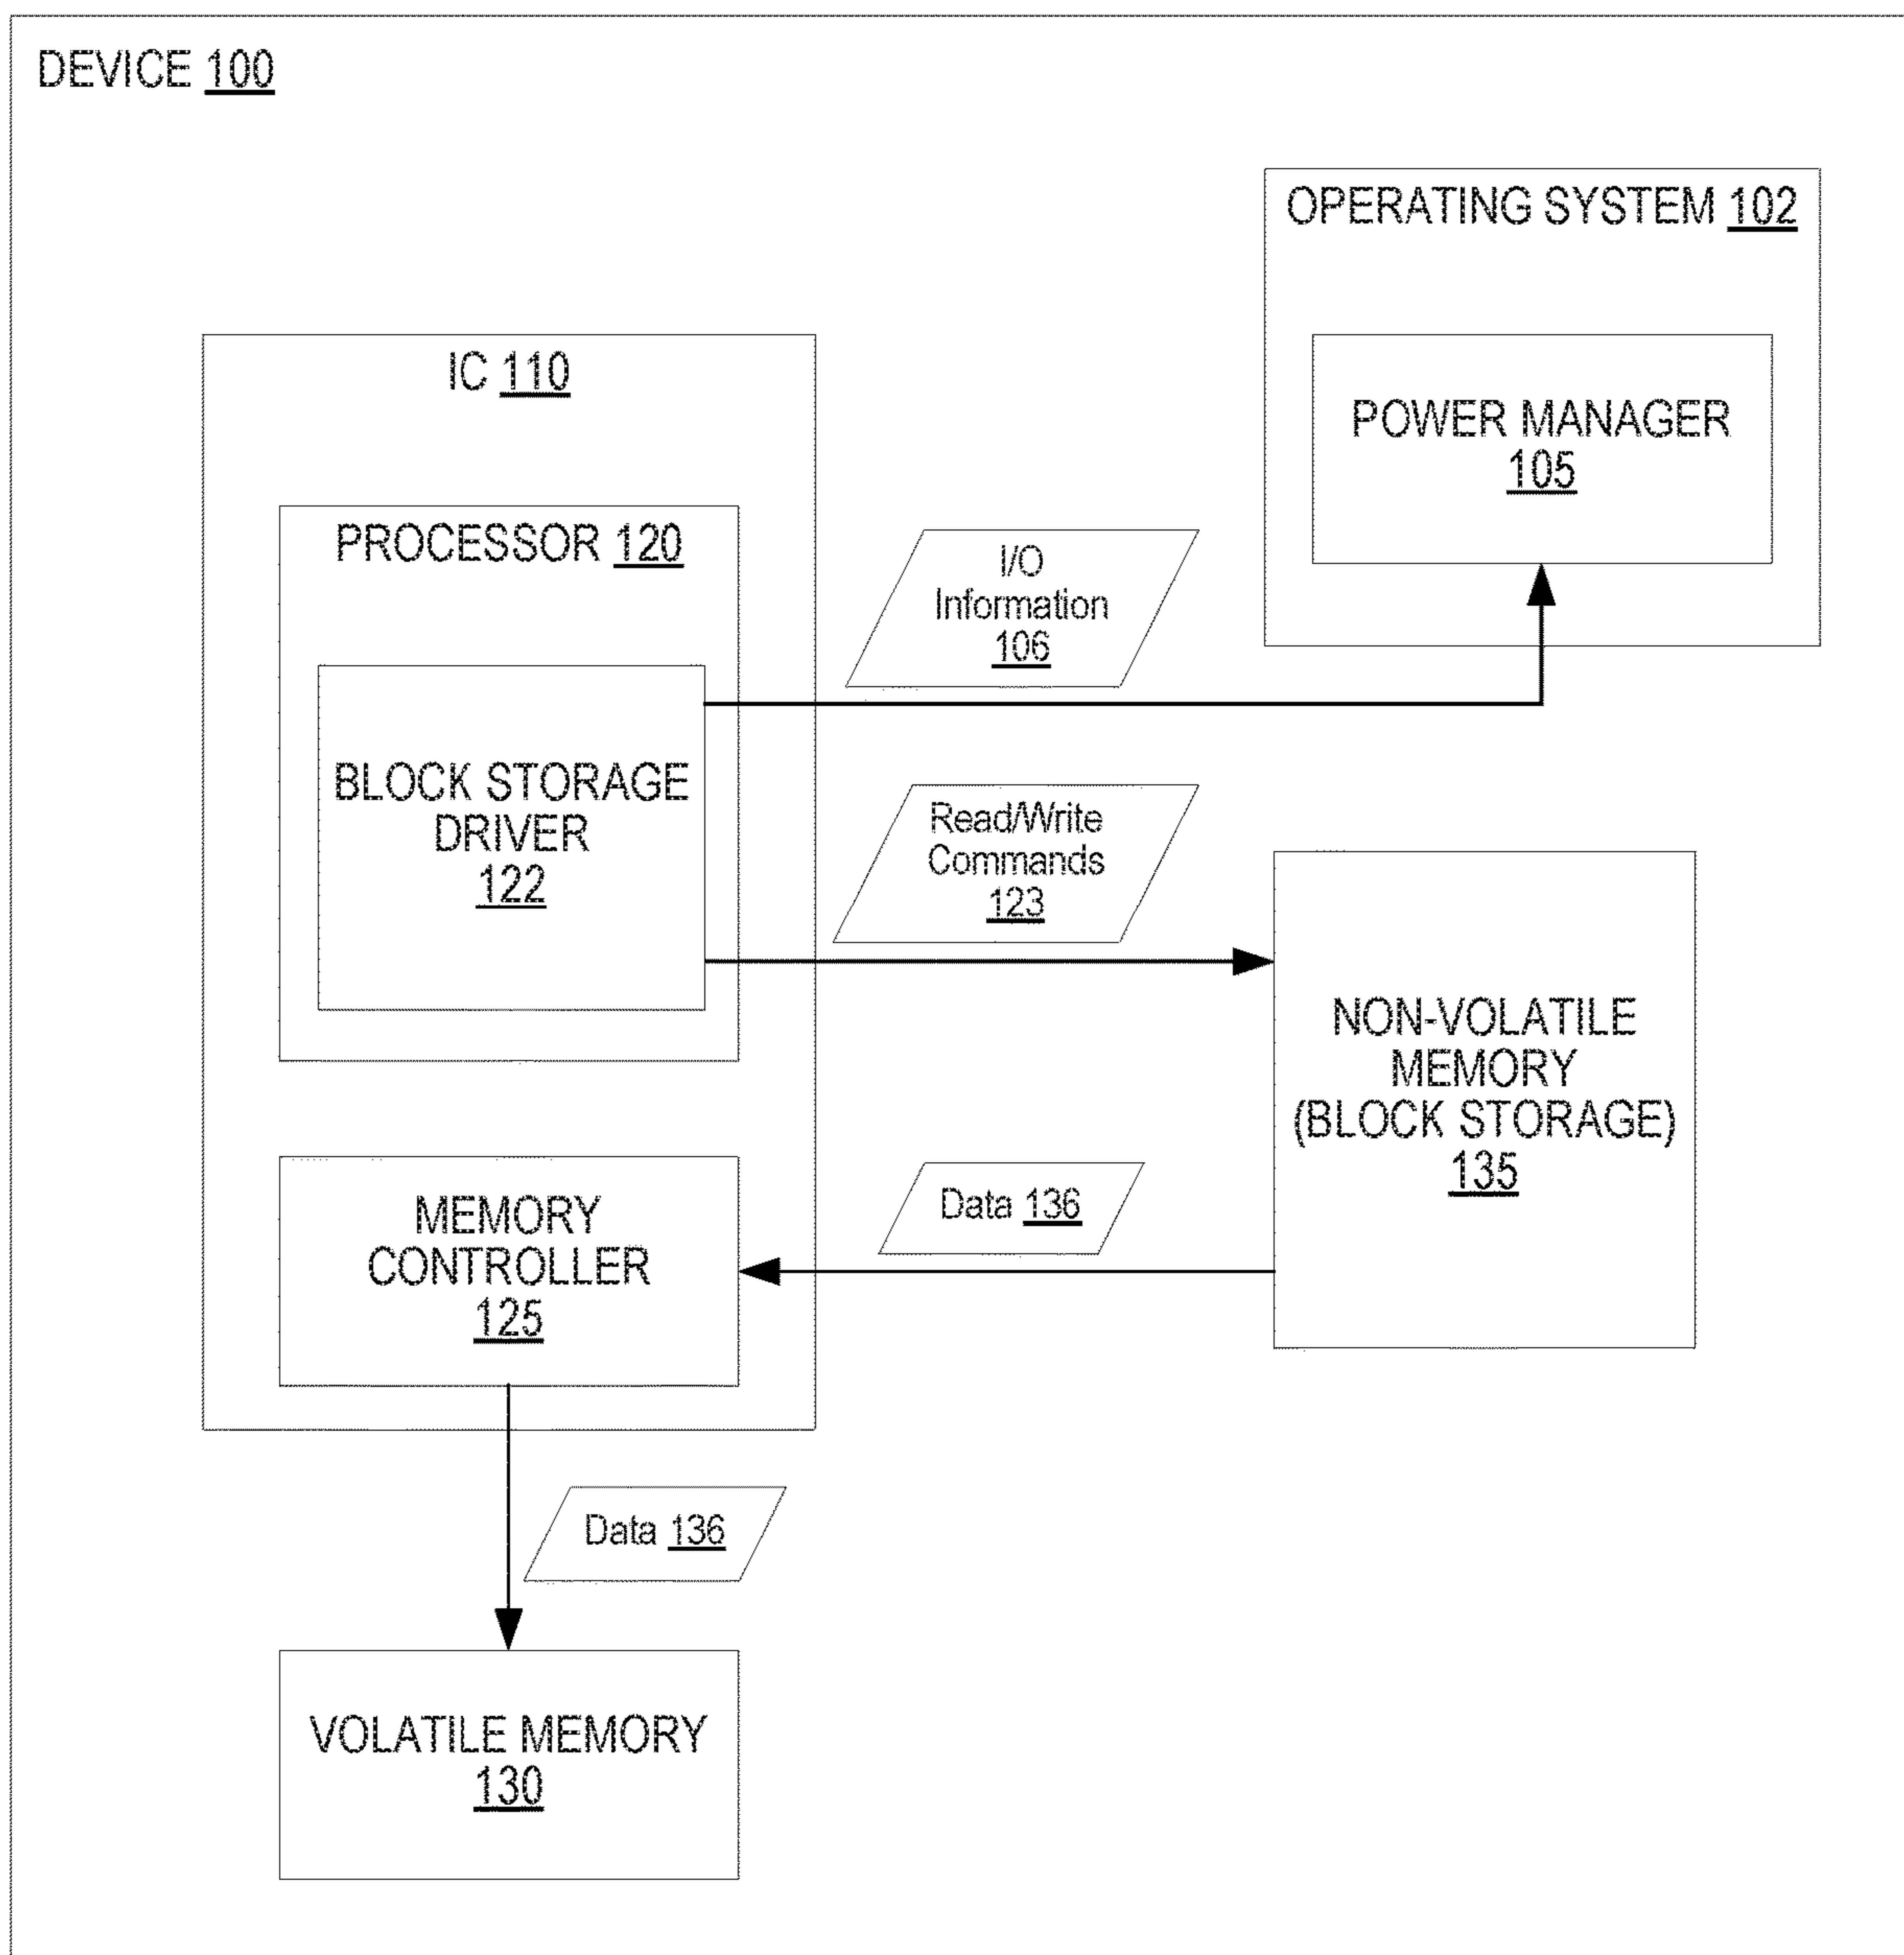 DEVICE 100
OPERATING SYSTEM 102
POWER MANAGER
105
IC 110
PROCESSOR 120
I/O
Information
106
BLOCK STORAGE
DRIVER
122
Read/Write
Commands
123
NON-VOLATILE
MEMORY
(BLOCK STORAGE)
135
Data 136
MEMORY
CONTROLLER
125
Data 136
VOLATILE MEMORY
130